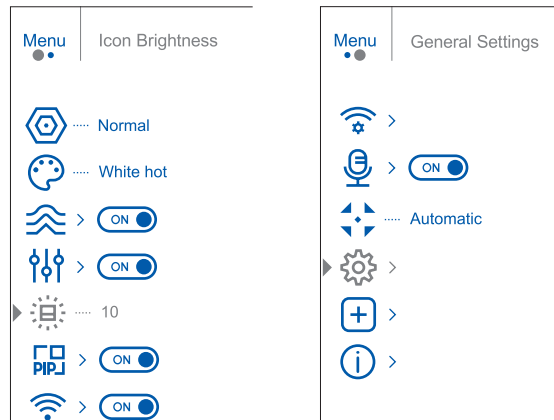 Menu Icon Brightness
Normal
White hot
ON
ON
10
PIP ON
ON
Menu General Settings
ON
Automatic